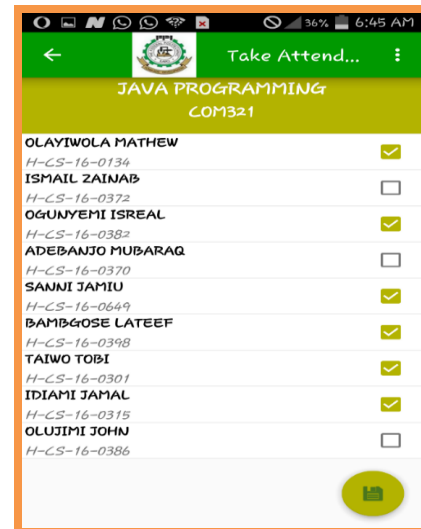 36% 6:45 AM
Take Attend...
JAVA PROGRAMMING
COM321
OLAYIWOLA MATHEW
H-CS-16-0134
ISMAIL ZAINAB
H-CS-16-0372
OGUNYEMI ISREAL
H-CS-16-0382
ADEBANJO MUBARAQ
H-CS-16-0370
SANNI JAMIU
H-CS-16-0649
BAMBGOSE LATEEF
H-CS-16-0398
TAIWO TOBI
H-CS-16-0301
IDIAMI JAMAL
H-CS-16-0315
OLUJIMI JOHN
H-CS-16-0386